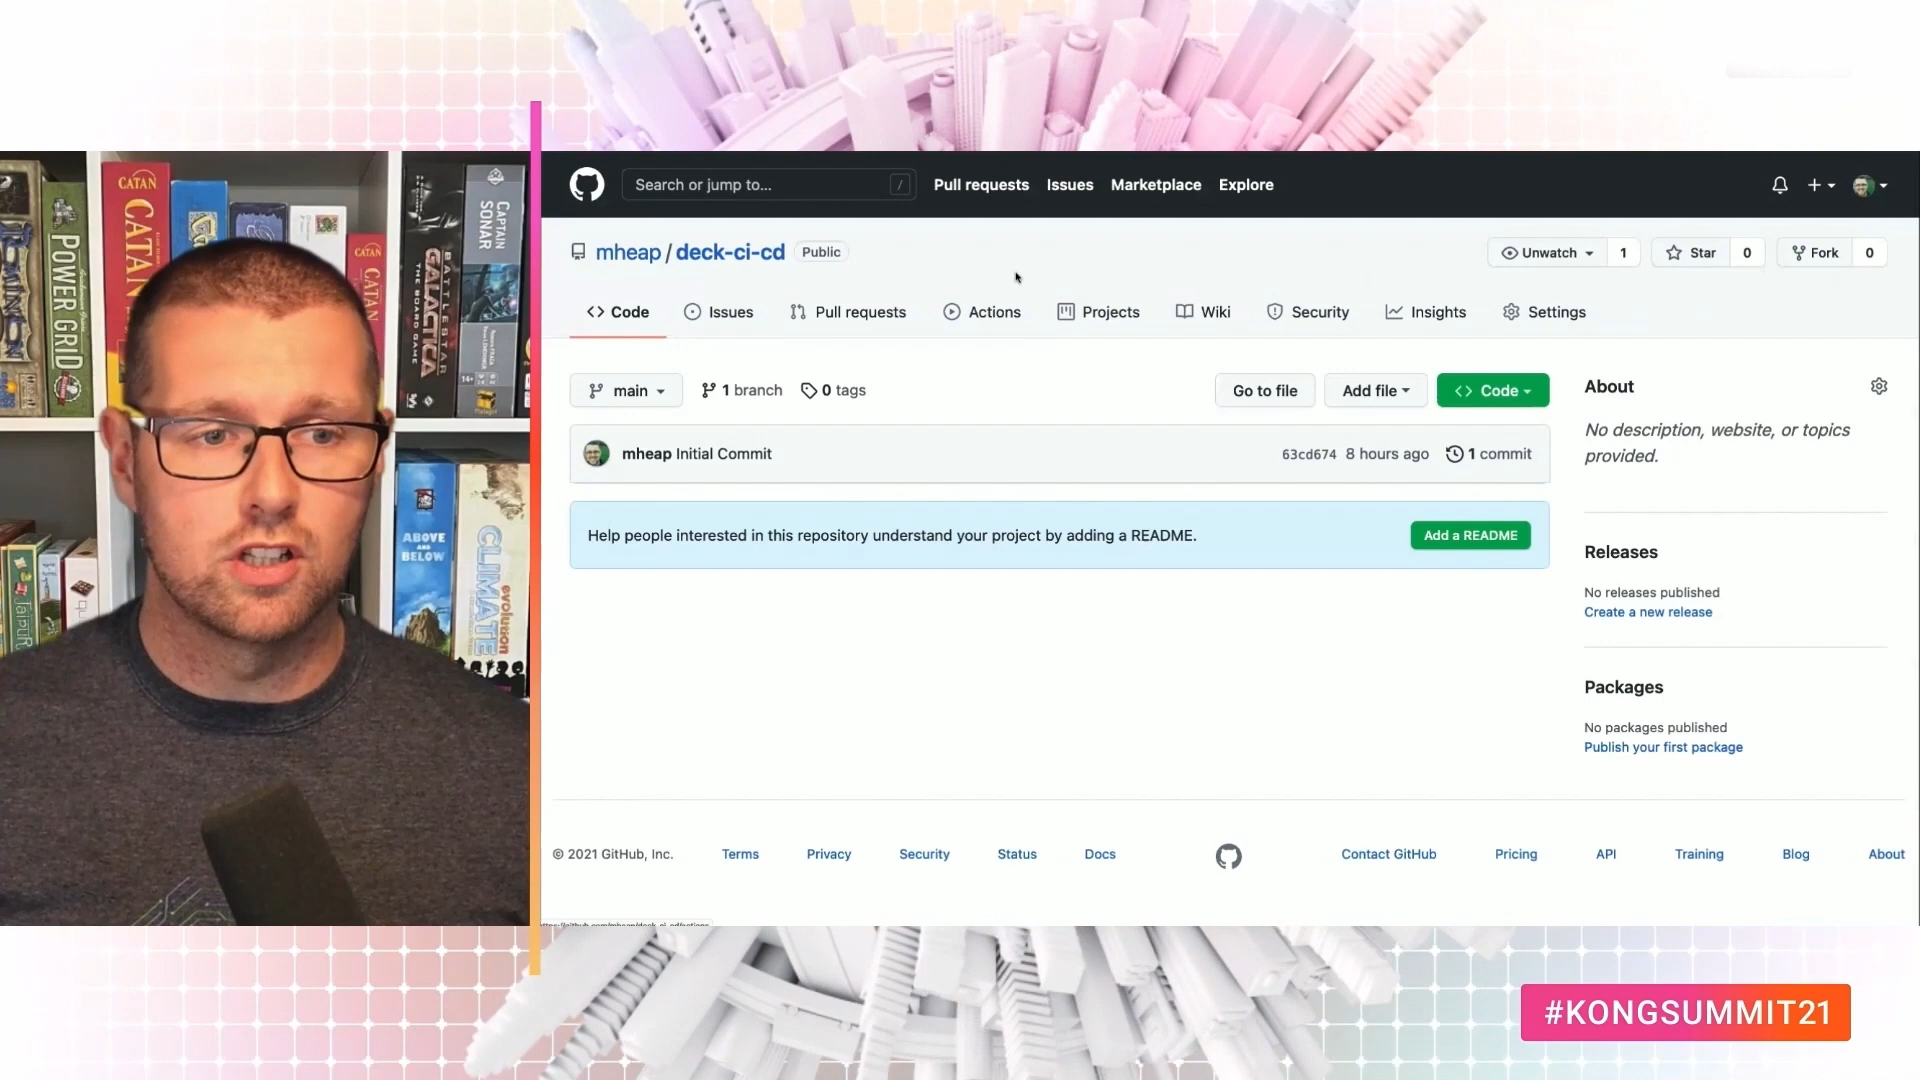 Search or jump to... /
Pull requests
Issues
Marketplace
Explore
mheap / deck-ci-cd
Public
Unwatch 1
Star 0
Fork 0
Code
Issues
Pull requests
Actions
Projects
Wiki
Security
Insights
Settings
main
1 branch
0 tags
Go to file
Add file
Code
mheap Initial Commit
63cd674 8 hours ago
1 commit
Help people interested in this repository understand your project by adding a README.
Add a README
About
No description, website, or topics
provided.
Releases
No releases published
Create a new release
Packages
No packages published
Publish your first package
© 2021 GitHub, Inc.
Terms
Privacy
Security
Status
Docs
Contact GitHub
Pricing
API
Training
Blog
About
POWER GRID
CATAN
CATAN
CATAN
CATAN
BATTLESTAR
GALACTICA
THE BOARD GAME
CAPTAIN
SONAR
14+
ABOVE
AND
BELOW
evolution
CLIMATE
JAIPUR
#KONGSUMMIT21